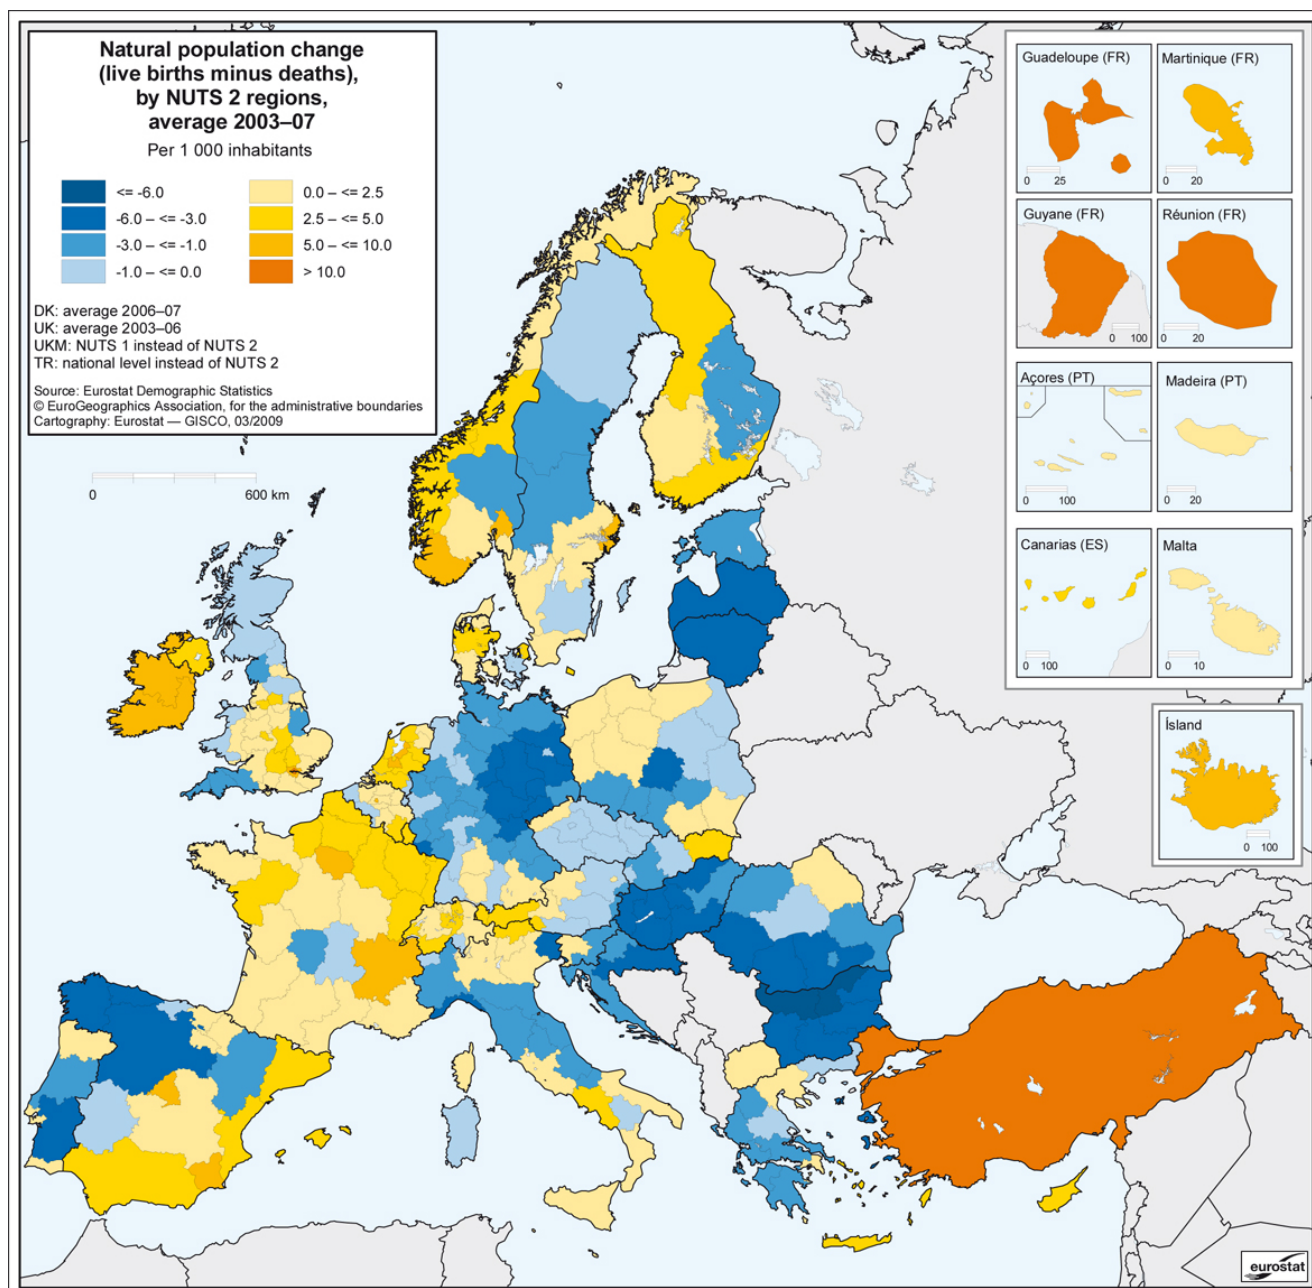 Natural population change
(live births minus deaths),
by NUTS 2 regions,
average 2003–07
Per 1 000 inhabitants
<= -6.0
-6.0 – <= -3.0
-3.0 – <= -1.0
-1.0 – <= 0.0
0.0 – <= 2.5
2.5 – <= 5.0
5.0 – <= 10.0
> 10.0
DK: average 2006–07
UK: average 2003–06
UKM: NUTS 1 instead of NUTS 2
TR: national level instead of NUTS 2
Source: Eurostat Demographic Statistics
© EuroGeographics Association, for the administrative boundaries
Cartography: Eurostat — GISCO, 03/2009
0 600 km
Guadeloupe (FR)
0 25
Martinique (FR)
0 20
Guyane (FR)
0 100
Réunion (FR)
0 20
Açores (PT)
0 100
Madeira (PT)
0 20
Canarias (ES)
0 100
Malta
0 10
Ísland
0 100
eurostat